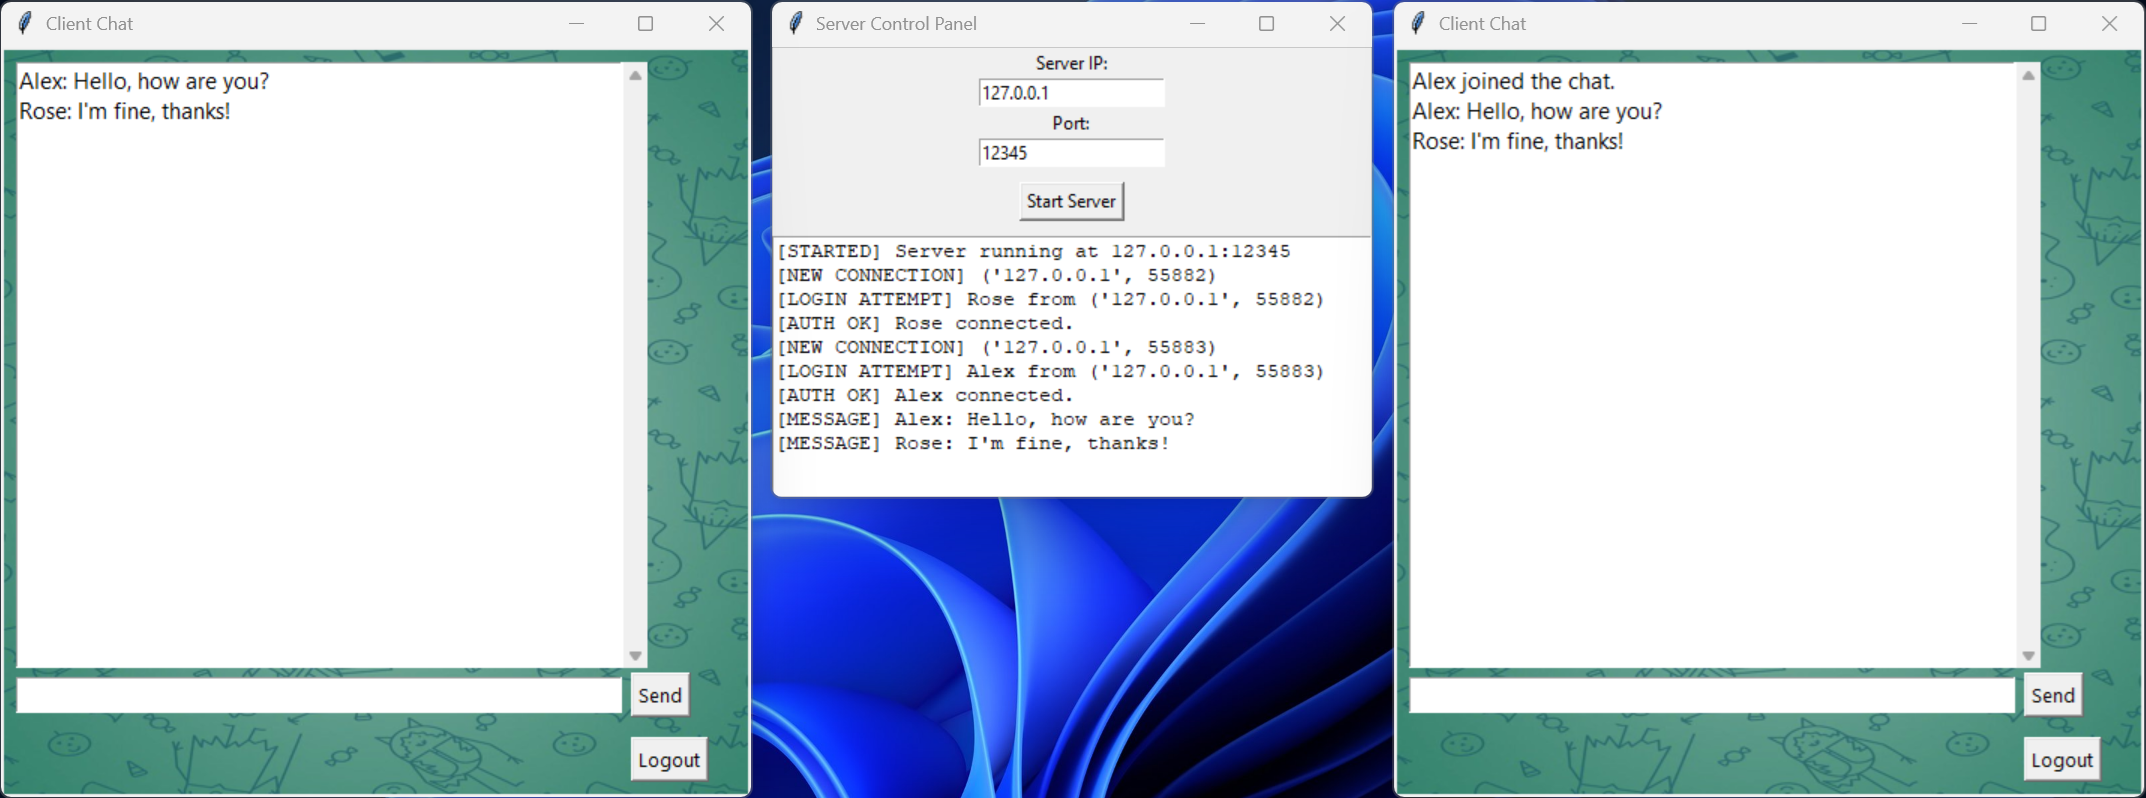 Client Chat
Alex: Hello, how are you?
Rose: I'm fine, thanks!
Send
Logout
Server Control Panel
Server IP:
127.0.0.1
Port:
12345
Start Server
[STARTED] Server running at 127.0.0.1:12345
[NEW CONNECTION] ('127.0.0.1', 55882)
[LOGIN ATTEMPT] Rose from ('127.0.0.1', 55882)
[AUTH OK] Rose connected.
[NEW CONNECTION] ('127.0.0.1', 55883)
[LOGIN ATTEMPT] Alex from ('127.0.0.1', 55883)
[AUTH OK] Alex connected.
[MESSAGE] Alex: Hello, how are you?
[MESSAGE] Rose: I'm fine, thanks!
Client Chat
Alex joined the chat.
Alex: Hello, how are you?
Rose: I'm fine, thanks!
Send
Logout